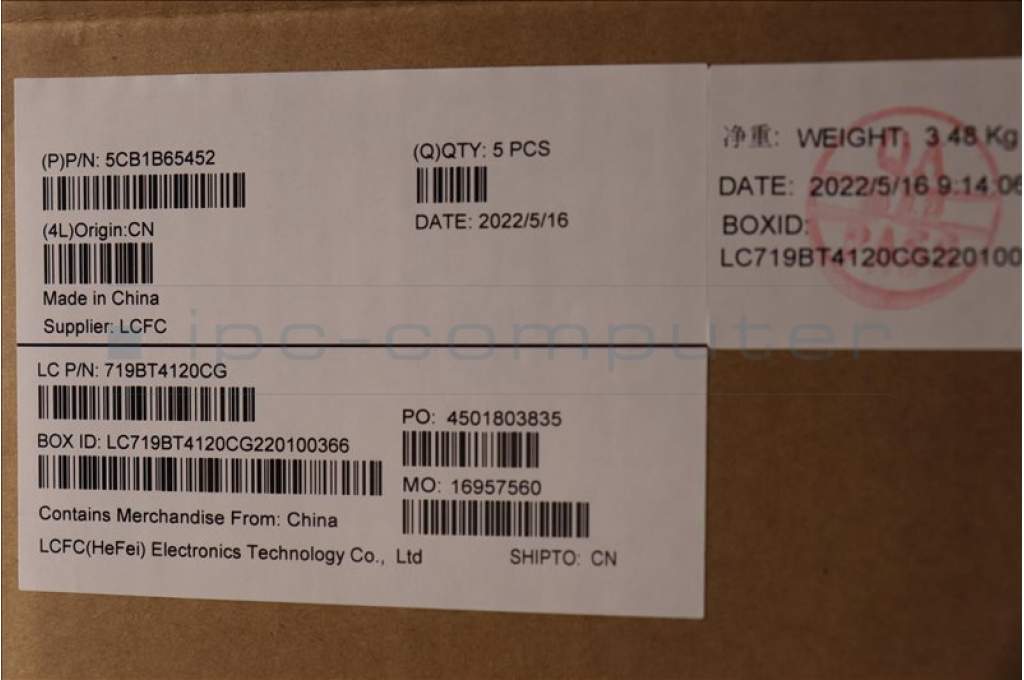 (P)P/N: 5CB1B65452
(Q)QTY: 5 PCS
(4L)Origin:CN
DATE: 2022/5/16
Made in China
Supplier: LCFC
净重: WEIGHT: 3.48 Kg
DATE: 2022/5/16 9:14:06
BOXID:
LC719BT4120CG220100
QA
ipc-computer
LC P/N: 719BT4120CG
PO: 4501803835
BOX ID: LC719BT4120CG220100366
MO: 16957560
Contains Merchandise From: China
LCFC(HeFei) Electronics Technology Co., Ltd
SHIPTO: CN